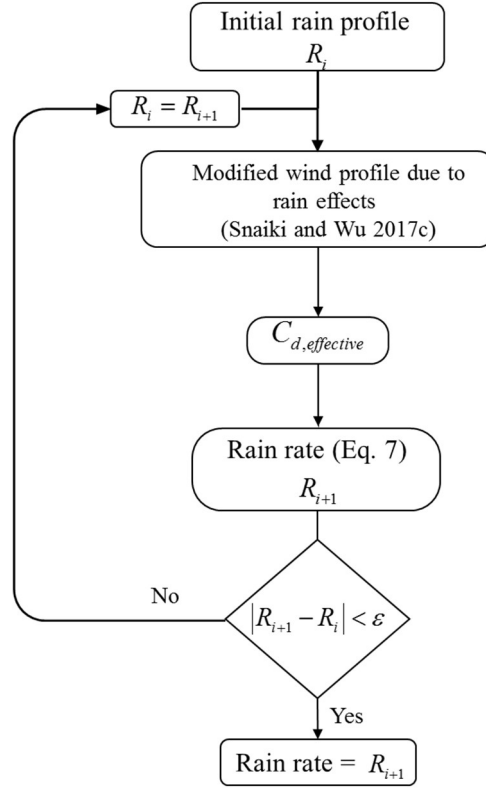 Initial rain profile
R_i
R_i = R_{i+1}
Modified wind profile due to
rain effects
(Snaiki and Wu 2017c)
C_{d,effective}
Rain rate (Eq. 7)
R_{i+1}
No
|R_{i+1} − R_i| < ε
Yes
Rain rate = R_{i+1}